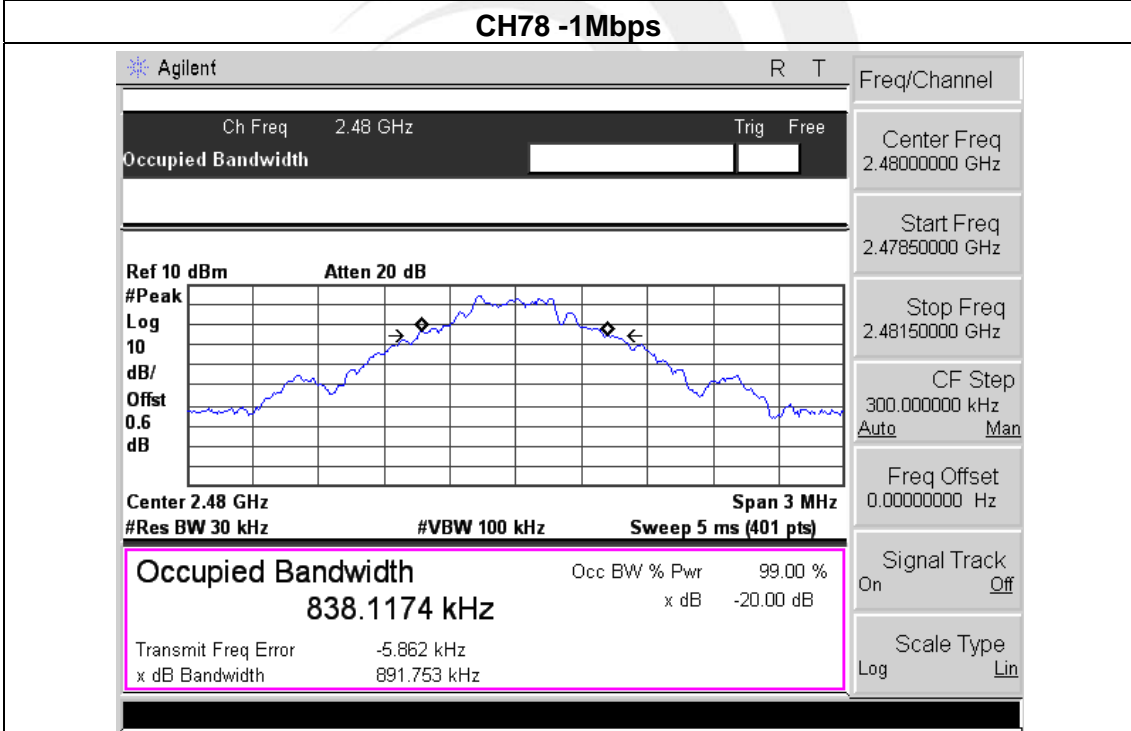 CH78 -1Mbps
Agilent R T
Ch Freq 2.48 GHz Trig Free
Occupied Bandwidth
Ref 10 dBm Atten 20 dB
#Peak
Log
10
dB/
Offst
0.6
dB
Center 2.48 GHz Span 3 MHz
#Res BW 30 kHz #VBW 100 kHz Sweep 5 ms (401 pts)
Occupied Bandwidth Occ BW % Pwr 99.00 %
838.1174 kHz x dB -20.00 dB
Transmit Freq Error -5.862 kHz
x dB Bandwidth 891.753 kHz
Freq/Channel
Center Freq
2.48000000 GHz
Start Freq
2.47850000 GHz
Stop Freq
2.48150000 GHz
CF Step
300.000000 kHz
Auto Man
Freq Offset
0.00000000 Hz
Signal Track
On Off
Scale Type
Log Lin